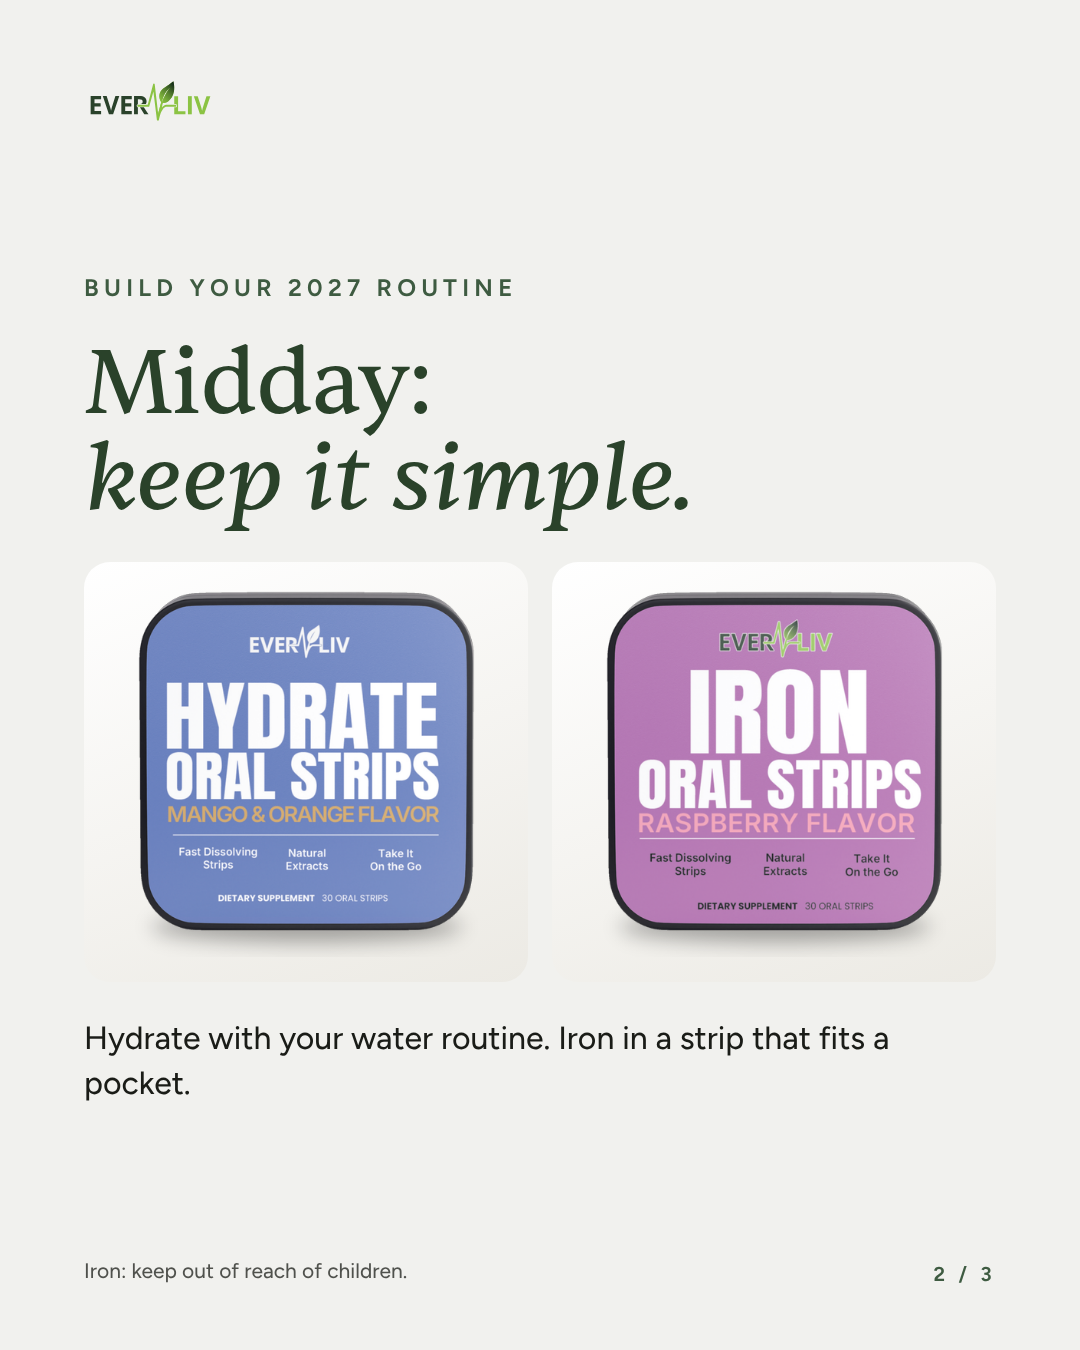 EVERLIV
BUILD YOUR 2027 ROUTINE
Midday:
keep it simple.
EVERLIV
HYDRATE
ORAL STRIPS
MANGO & ORANGE FLAVOR
Fast Dissolving Strips
Natural Extracts
Take It On the Go
DIETARY SUPPLEMENT 30 ORAL STRIPS
EVERLIV
IRON
ORAL STRIPS
RASPBERRY FLAVOR
Fast Dissolving Strips
Natural Extracts
Take It On the Go
DIETARY SUPPLEMENT 30 ORAL STRIPS
Hydrate with your water routine. Iron in a strip that fits a
pocket.
Iron: keep out of reach of children.
2 / 3